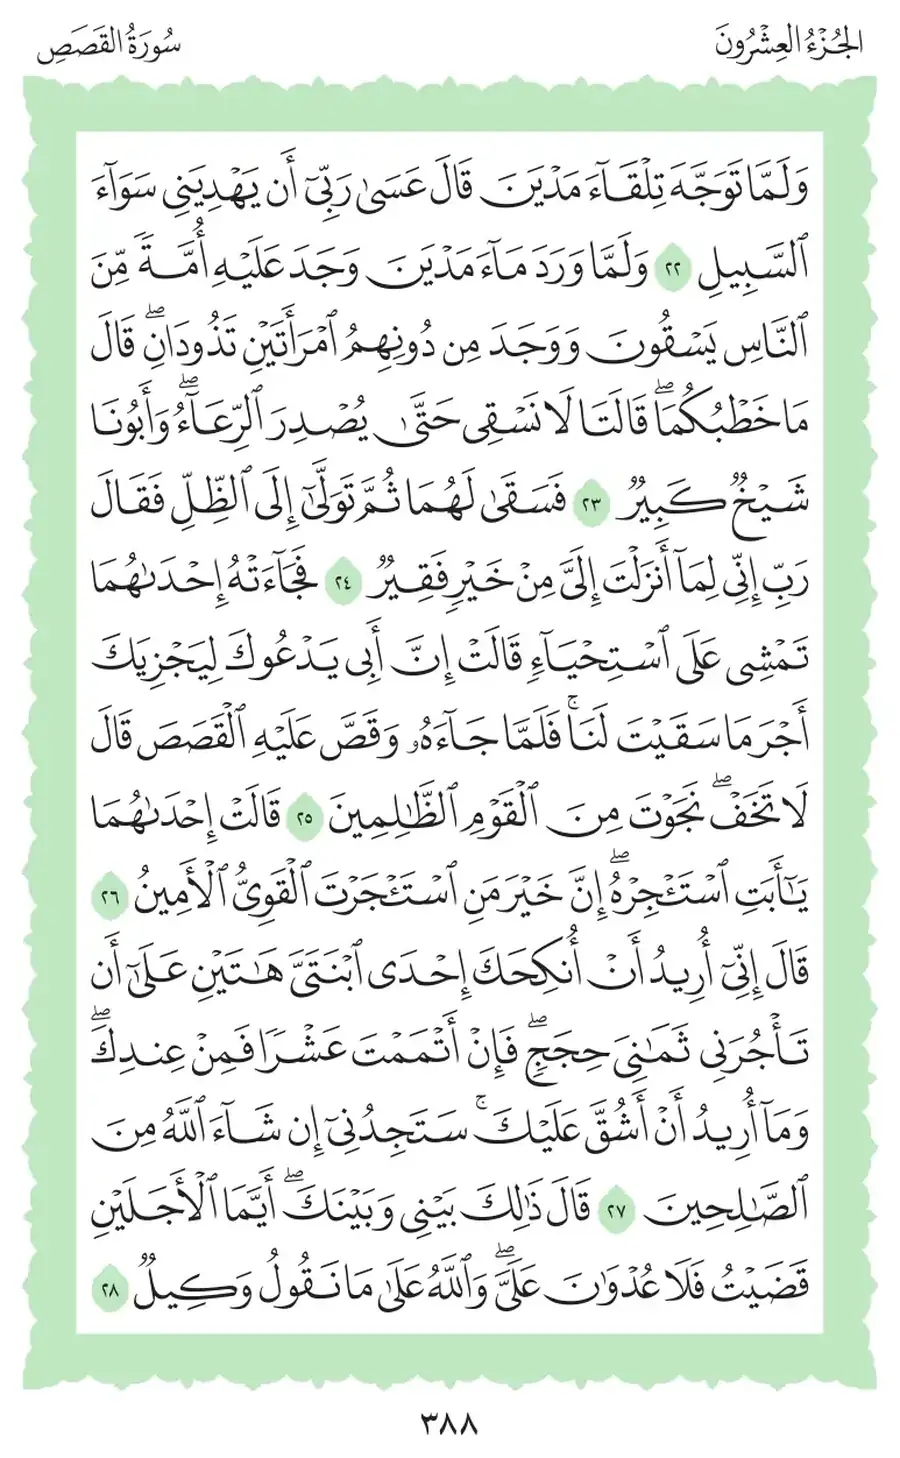 الجُزْءُ العِشْرُونَ
سُورَةُ القَصَصِ
وَلَمَّا تَوَجَّهَ تِلْقَآءَ مَدْيَنَ قَالَ عَسَىٰ رَبِّىٓ أَن يَهْدِيَنِى سَوَآءَ
ٱلسَّبِيلِ ٢٢ وَلَمَّا وَرَدَ مَآءَ مَدْيَنَ وَجَدَ عَلَيْهِ أُمَّةً مِّنَ
ٱلنَّاسِ يَسْقُونَ وَوَجَدَ مِن دُونِهِمُ ٱمْرَأَتَيْنِ تَذُودَانِۖ قَالَ
مَا خَطْبُكُمَاۖ قَالَتَا لَا نَسْقِى حَتَّىٰ يُصْدِرَ ٱلرِّعَآءُۖ وَأَبُونَا
شَيْخٌ كَبِيرٌ ٢٣ فَسَقَىٰ لَهُمَا ثُمَّ تَوَلَّىٰٓ إِلَى ٱلظِّلِّ فَقَالَ
رَبِّ إِنِّى لِمَآ أَنزَلْتَ إِلَىَّ مِنْ خَيْرٍ فَقِيرٌ ٢٤ فَجَآءَتْهُ إِحْدَىٰهُمَا
تَمْشِى عَلَى ٱسْتِحْيَآءٍ قَالَتْ إِنَّ أَبِى يَدْعُوكَ لِيَجْزِيَكَ
أَجْرَ مَا سَقَيْتَ لَنَاۚ فَلَمَّا جَآءَهُۥ وَقَصَّ عَلَيْهِ ٱلْقَصَصَ قَالَ
لَا تَخَفْۖ نَجَوْتَ مِنَ ٱلْقَوْمِ ٱلظَّٰلِمِينَ ٢٥ قَالَتْ إِحْدَىٰهُمَا
يَٰٓأَبَتِ ٱسْتَـْٔجِرْهُۖ إِنَّ خَيْرَ مَنِ ٱسْتَـْٔجَرْتَ ٱلْقَوِىُّ ٱلْأَمِينُ ٢٦
قَالَ إِنِّىٓ أُرِيدُ أَنْ أُنكِحَكَ إِحْدَى ٱبْنَتَىَّ هَٰتَيْنِ عَلَىٰٓ أَن
تَأْجُرَنِى ثَمَٰنِىَ حِجَجٍۖ فَإِنْ أَتْمَمْتَ عَشْرًا فَمِنْ عِندِكَۖ
وَمَآ أُرِيدُ أَنْ أَشُقَّ عَلَيْكَۚ سَتَجِدُنِىٓ إِن شَآءَ ٱللَّهُ مِنَ
ٱلصَّٰلِحِينَ ٢٧ قَالَ ذَٰلِكَ بَيْنِى وَبَيْنَكَۖ أَيَّمَا ٱلْأَجَلَيْنِ
قَضَيْتُ فَلَا عُدْوَٰنَ عَلَىَّۖ وَٱللَّهُ عَلَىٰ مَا نَقُولُ وَكِيلٌ ٢٨
٣٨٨